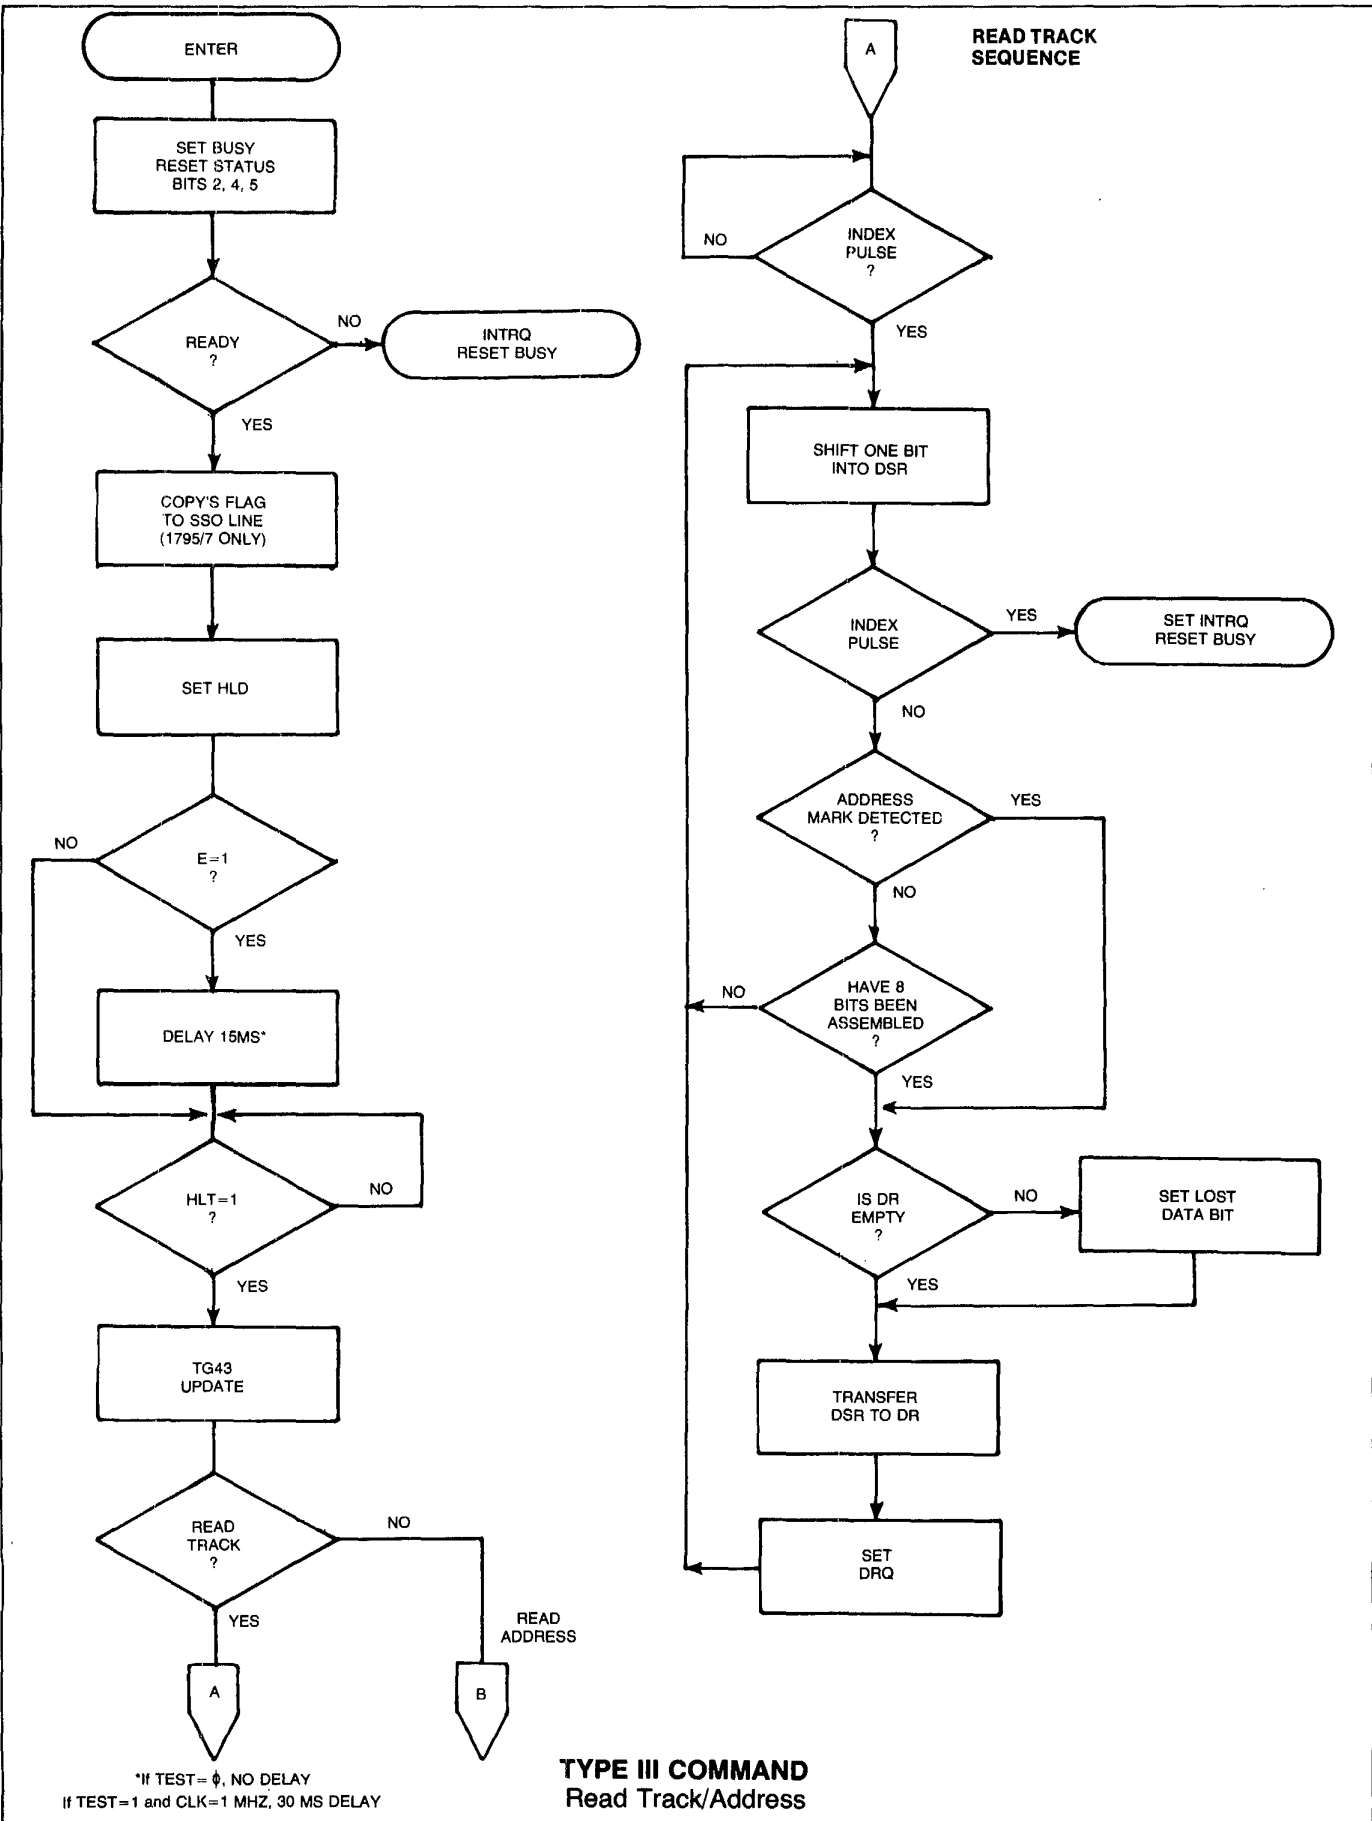 ENTER
SET BUSY
RESET STATUS
BITS 2, 4, 5
READY
?
NO
INTRQ
RESET BUSY
YES
COPY'S FLAG
TO SSO LINE
(1795/7 ONLY)
SET HLD
NO
E=1
?
YES
DELAY 15MS*
HLT=1
?
NO
YES
TG43
UPDATE
READ
TRACK
?
NO
YES
READ
ADDRESS
A
B
*If TEST= ϕ, NO DELAY
If TEST=1 and CLK=1 MHZ, 30 MS DELAY
A
READ TRACK
SEQUENCE
NO
INDEX
PULSE
?
YES
SHIFT ONE BIT
INTO DSR
INDEX
PULSE
YES
SET INTRQ
RESET BUSY
NO
ADDRESS
MARK DETECTED
?
YES
NO
HAVE 8
BITS BEEN
ASSEMBLED
?
NO
YES
IS DR
EMPTY
?
NO
SET LOST
DATA BIT
YES
TRANSFER
DSR TO DR
SET
DRQ
TYPE III COMMAND
Read Track/Address